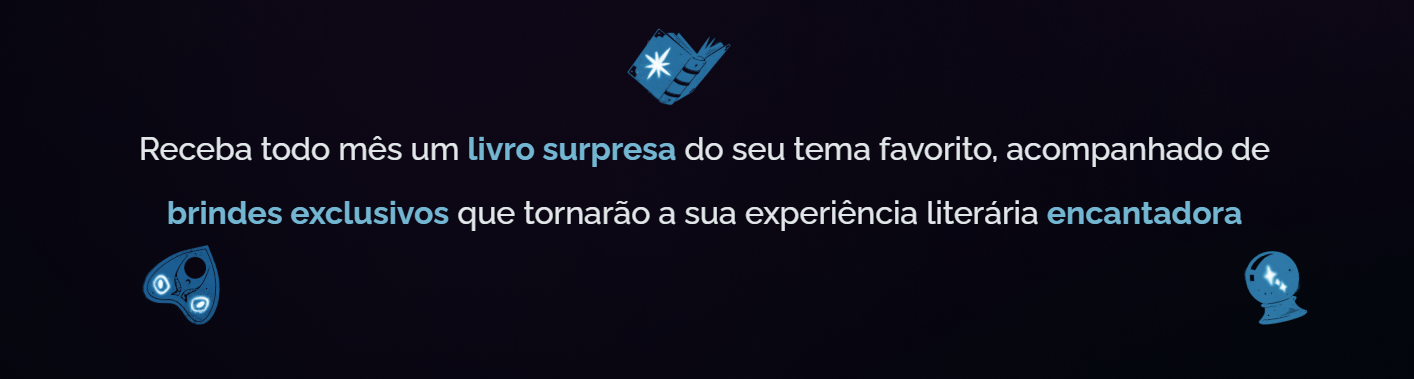 Receba todo mês um livro surpresa do seu tema favorito, acompanhado de
brindes exclusivos que tornarão a sua experiência literária encantadora